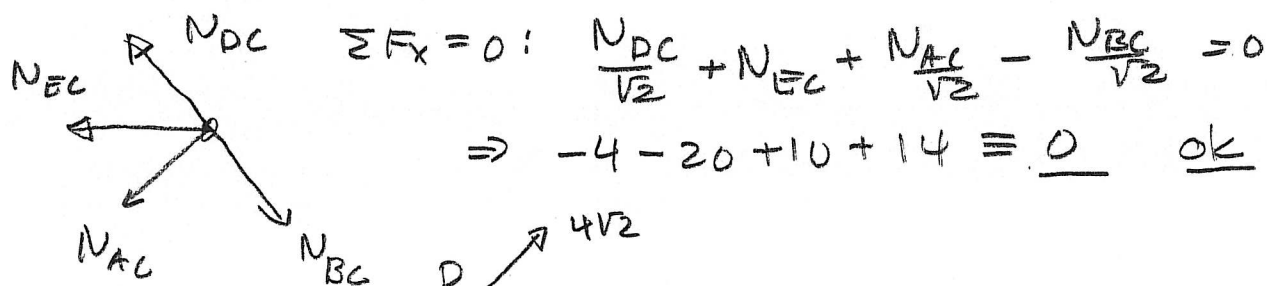 N_DC ΣFx = 0 : N_DC/√2 + N_EC + N_AC/√2 - N_BC/√2 = 0
N_EC
⇒ -4 - 20 + 10 + 14 ≡ 0 ok
N_AC N_BC D 4√2